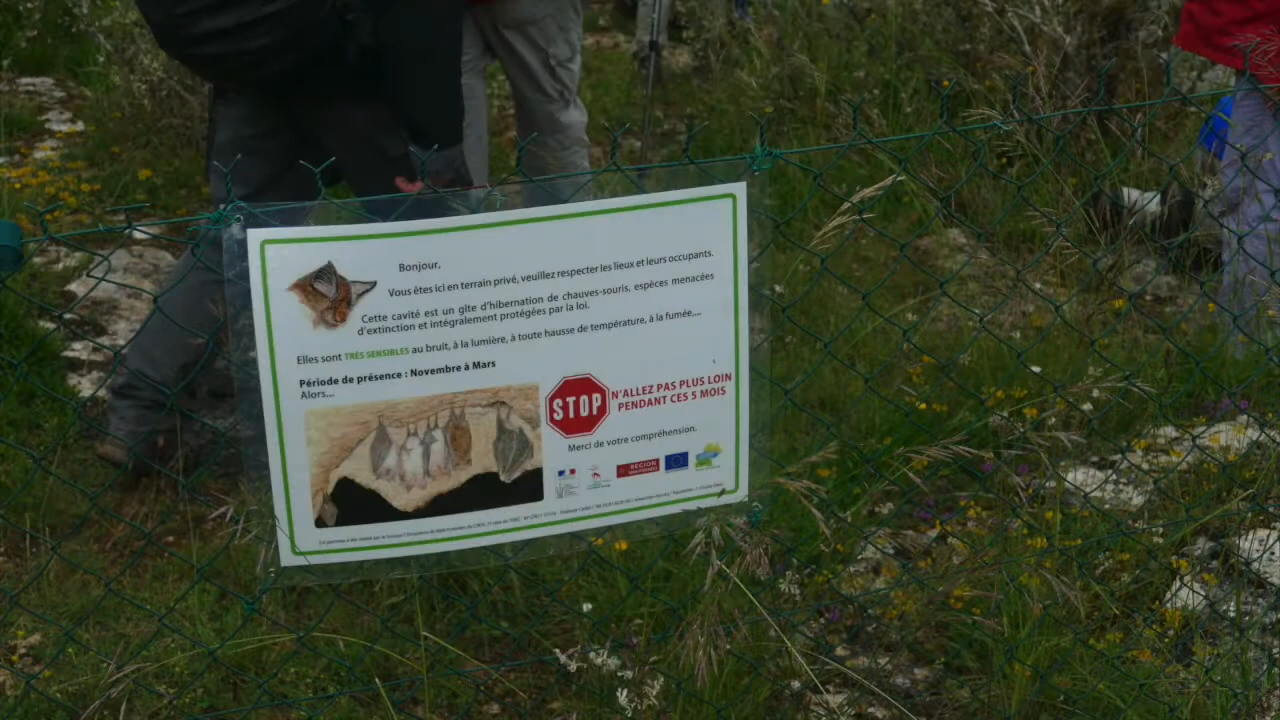 Bonjour,
Vous êtes ici en terrain privé, veuillez respecter les lieux et leurs occupants.
Cette cavité est un gîte d'hibernation de chauves-souris, espèces menacées
d'extinction et intégralement protégées par la loi.
Elles sont TRÈS SENSIBLES au bruit, à la lumière, à toute hausse de température, à la fumée,...
Période de présence : Novembre à Mars
Alors...
STOP
N'ALLEZ PAS PLUS LOIN
PENDANT CES 5 MOIS
Merci de votre compréhension.
RÉGION